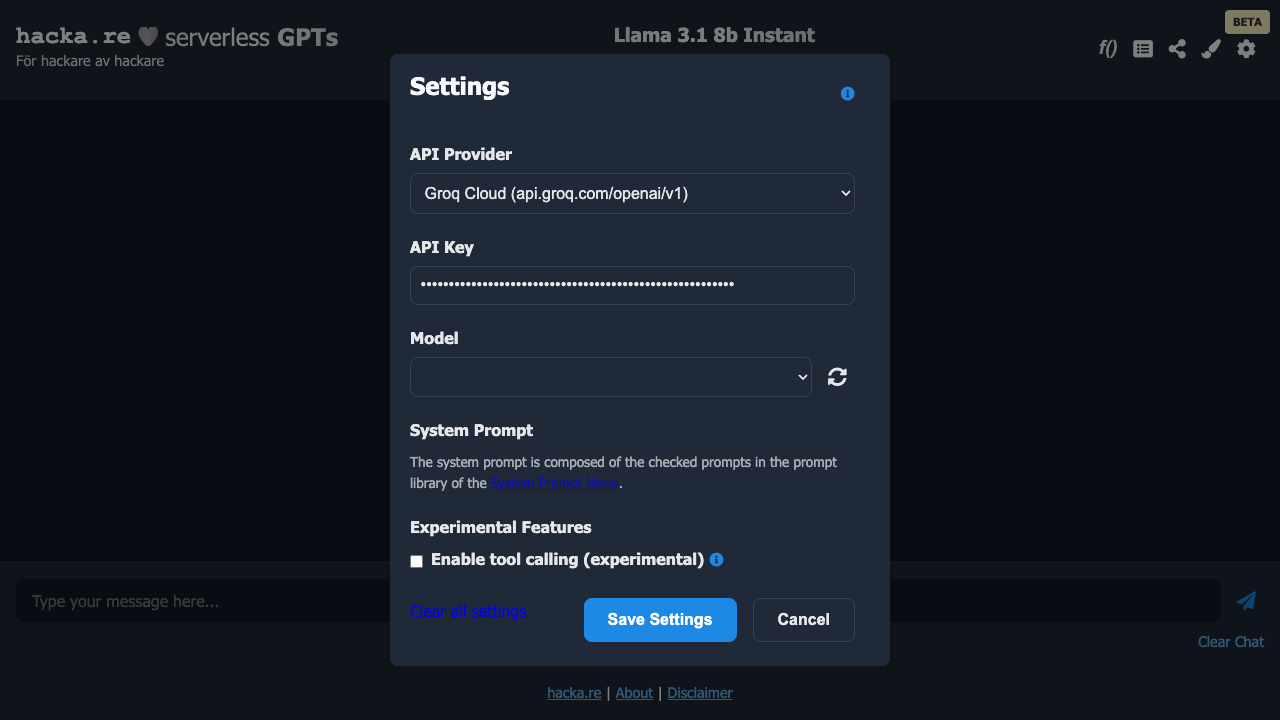 hacka.re serverless GPTs
För hackare av hackare
Llama 3.1 8b Instant
BETA
f()
Settings
API Provider
Groq Cloud (api.groq.com/openai/v1)
API Key
Model
System Prompt
The system prompt is composed of the checked prompts in the prompt
library of the System Prompt Menu.
Experimental Features
Enable tool calling (experimental)
Clear all settings
Save Settings
Cancel
Type your message here...
Clear Chat
hacka.re | About | Disclaimer